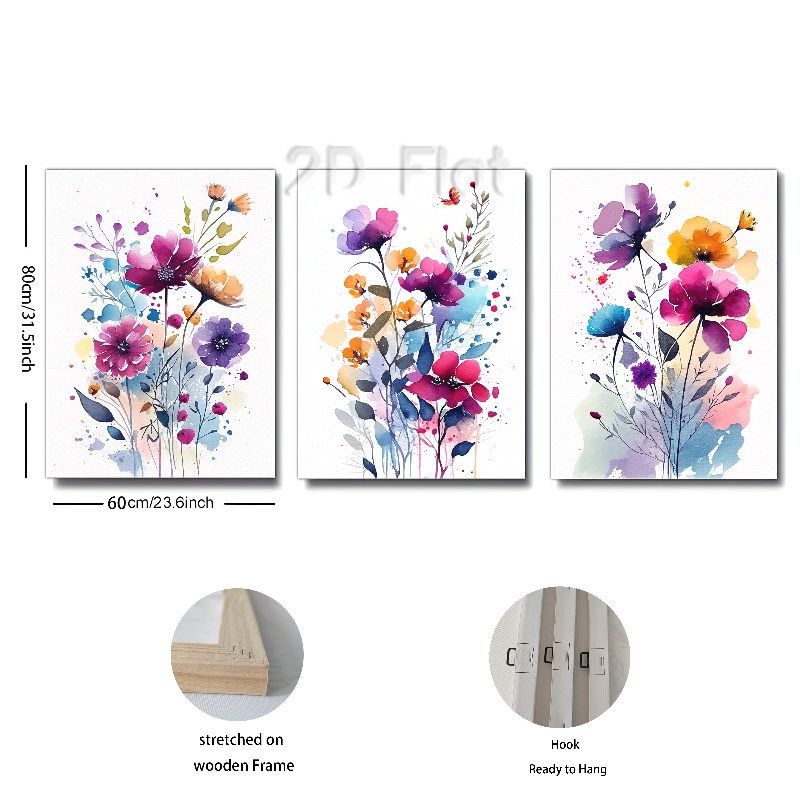 2D Flat
80cm/31.5inch
60cm/23.6inch
stretched on
wooden Frame
Hook
Ready to Hang